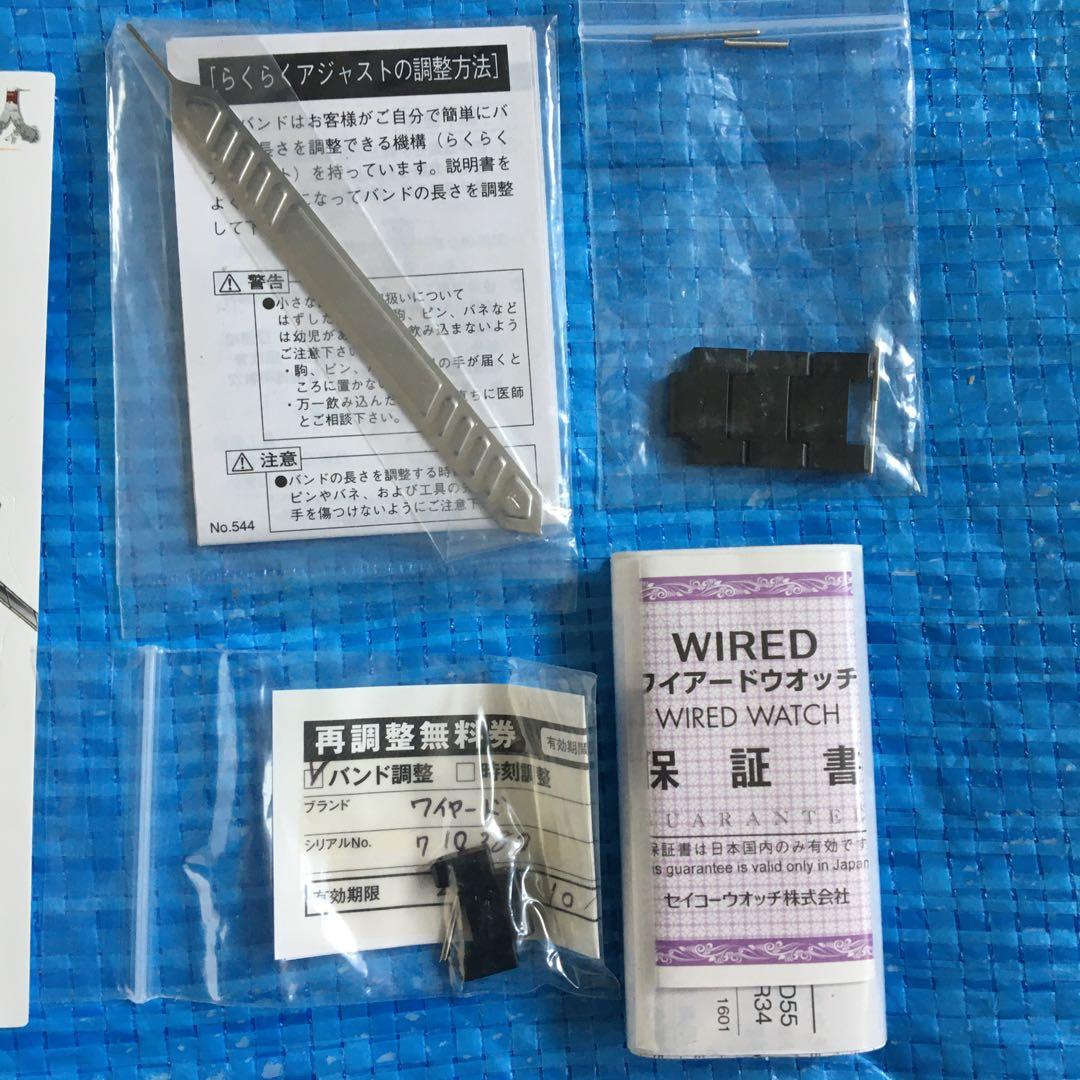 [らくらくアジャストの調整方法]
バンドはお客様がご自分で簡単にバ
長さを調整できる機構（らくらく
ト）を持っています。説明書を
よく になってバンドの長さを調整
して下
⚠警告
●小さな 扱いについて
はずした 駒、ピン、バネなど
は幼児が 飲み込まないよう
ご注意下さい
・駒、ピン、 の手が届くと
ころに置かない
・万一飲み込んだ 直ちに医師
とご相談下さい。
⚠注意
●バンドの長さを調整する時に
ピンやバネ、および工具の
手を傷つけないようにご注意下
No.544
再調整無料券
有効期間
バンド調整 □時刻調整
ブランド ワイヤード
シリアルNo. 710
有効期限 10/
WIRED
ワイアードウオッチ
WIRED WATCH
保証書
UARANTE
保証書は日本国内のみ有効です
is guarantee is valid only in Japan
セイコーウオッチ株式会社
D55
R34
1601